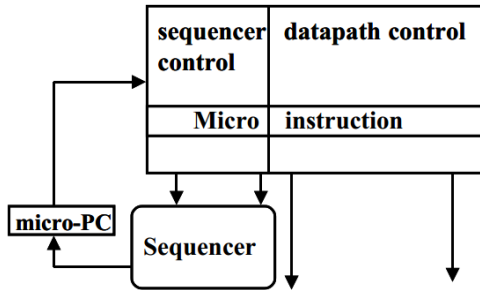 sequencer datapath control
control
Micro instruction
micro-PC
Sequencer